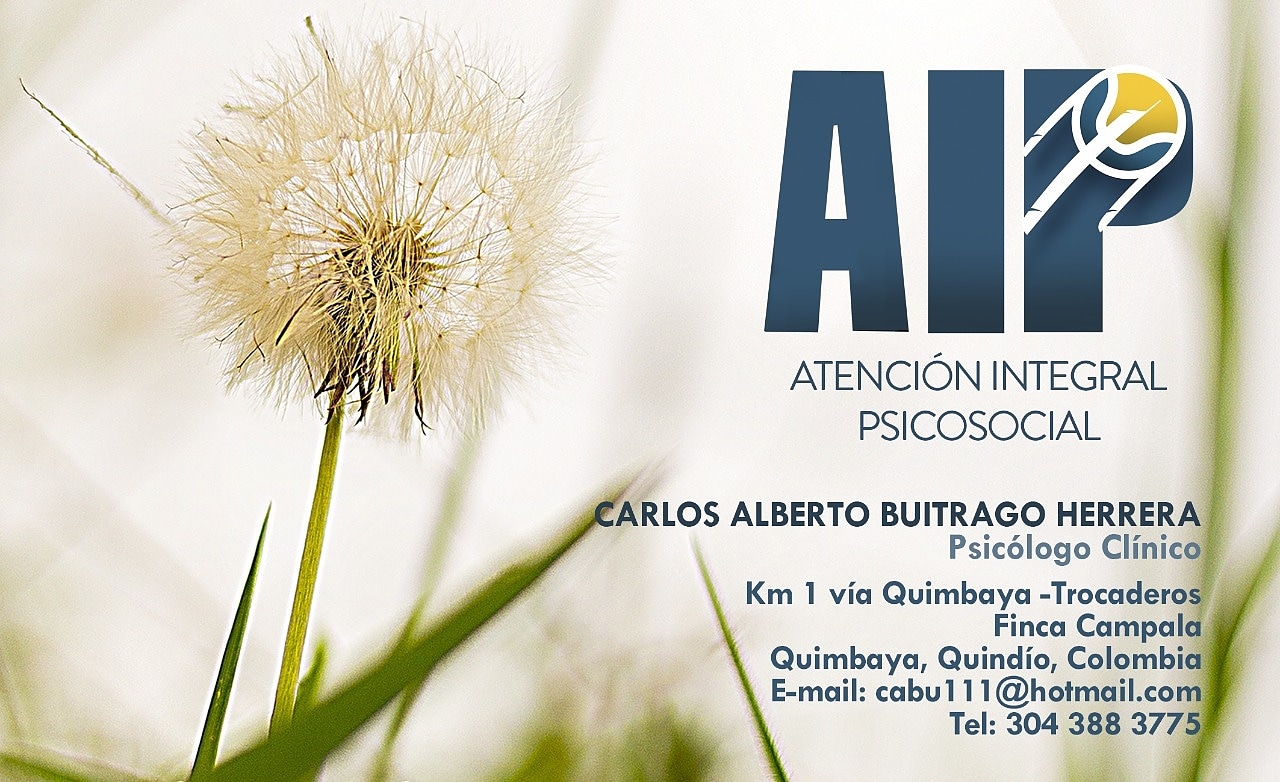 AIP
ATENCIÓN INTEGRAL
PSICOSOCIAL
CARLOS ALBERTO BUITRAGO HERRERA
Psicólogo Clínico
Km 1 vía Quimbaya -Trocaderos
Finca Campala
Quimbaya, Quindío, Colombia
E-mail: cabu111@hotmail.com
Tel: 304 388 3775